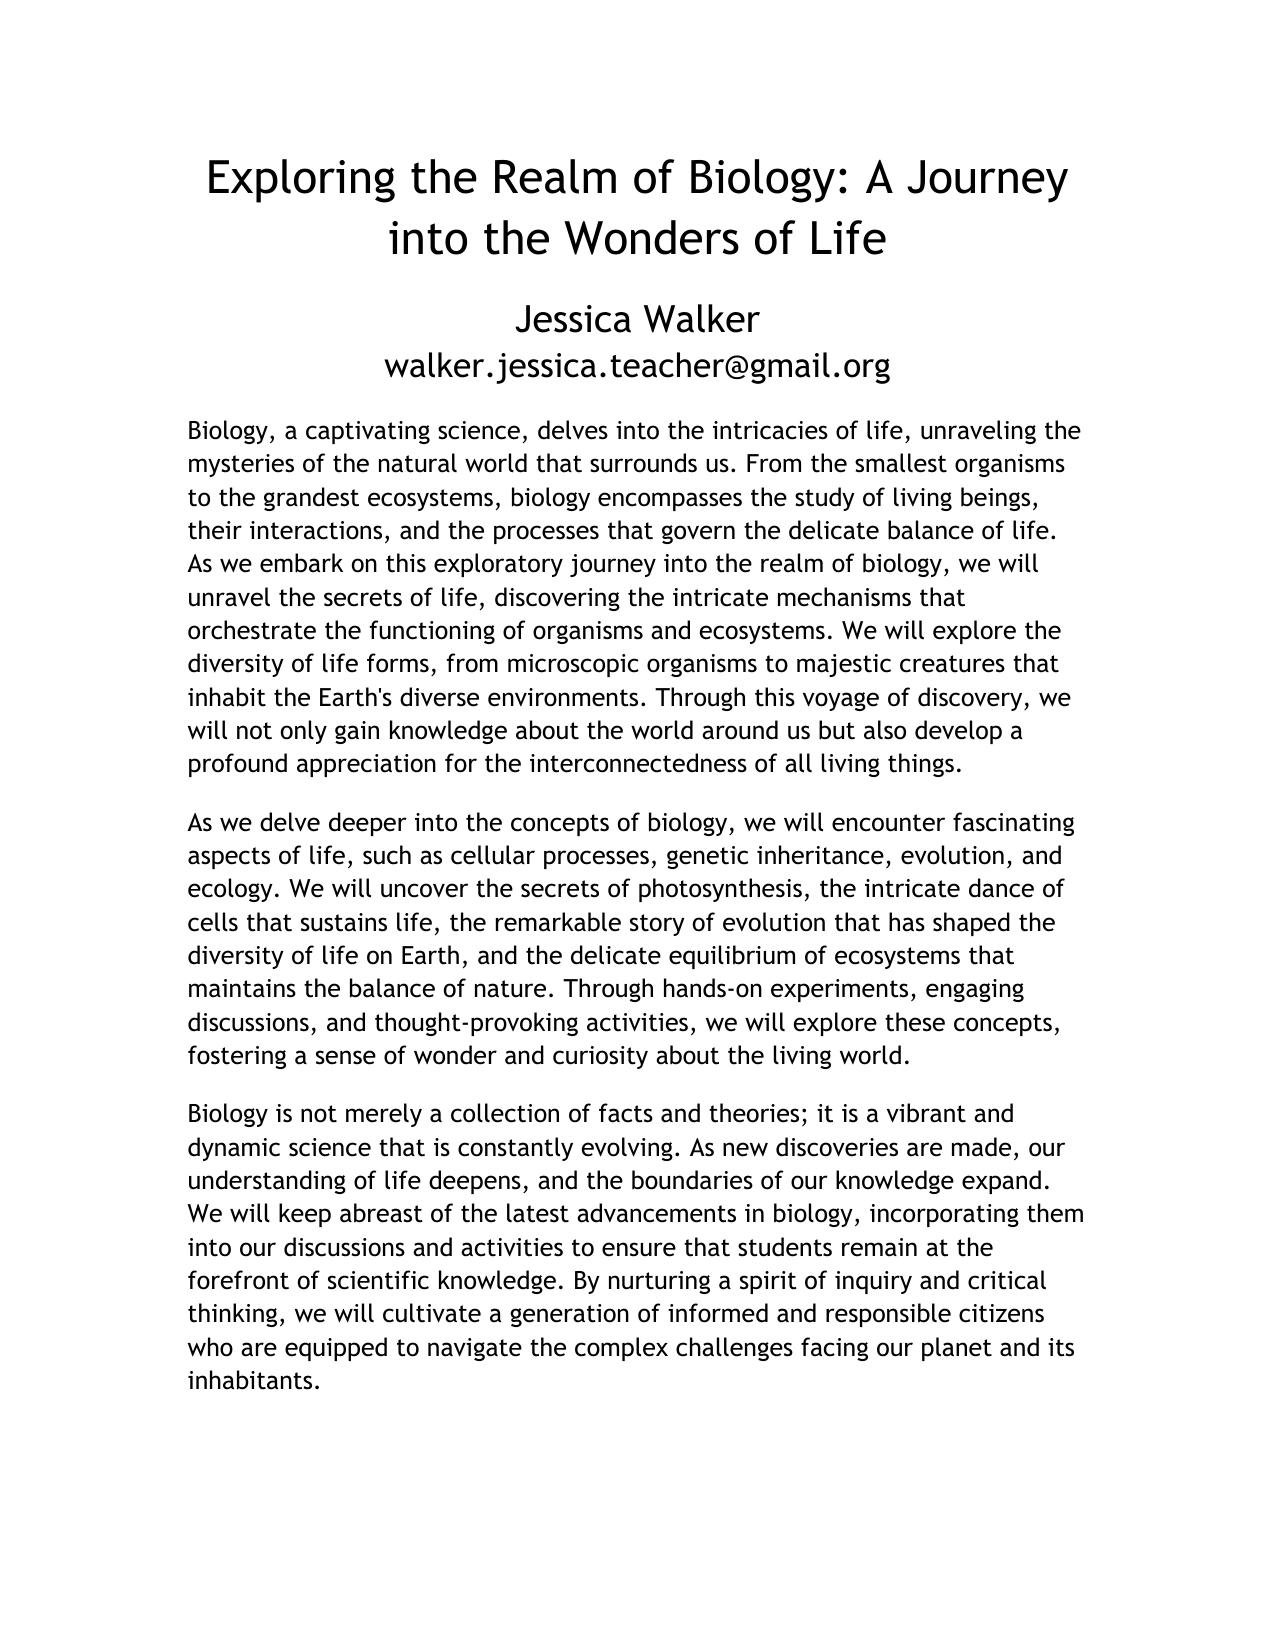 Exploring the Realm of Biology: A Journey
into the Wonders of Life
Jessica Walker
walker.jessica.teacher@gmail.org
Biology, a captivating science, delves into the intricacies of life, unraveling the
mysteries of the natural world that surrounds us. From the smallest organisms
to the grandest ecosystems, biology encompasses the study of living beings,
their interactions, and the processes that govern the delicate balance of life.
As we embark on this exploratory journey into the realm of biology, we will
unravel the secrets of life, discovering the intricate mechanisms that
orchestrate the functioning of organisms and ecosystems. We will explore the
diversity of life forms, from microscopic organisms to majestic creatures that
inhabit the Earth's diverse environments. Through this voyage of discovery, we
will not only gain knowledge about the world around us but also develop a
profound appreciation for the interconnectedness of all living things.
As we delve deeper into the concepts of biology, we will encounter fascinating
aspects of life, such as cellular processes, genetic inheritance, evolution, and
ecology. We will uncover the secrets of photosynthesis, the intricate dance of
cells that sustains life, the remarkable story of evolution that has shaped the
diversity of life on Earth, and the delicate equilibrium of ecosystems that
maintains the balance of nature. Through hands-on experiments, engaging
discussions, and thought-provoking activities, we will explore these concepts,
fostering a sense of wonder and curiosity about the living world.
Biology is not merely a collection of facts and theories; it is a vibrant and
dynamic science that is constantly evolving. As new discoveries are made, our
understanding of life deepens, and the boundaries of our knowledge expand.
We will keep abreast of the latest advancements in biology, incorporating them
into our discussions and activities to ensure that students remain at the
forefront of scientific knowledge. By nurturing a spirit of inquiry and critical
thinking, we will cultivate a generation of informed and responsible citizens
who are equipped to navigate the complex challenges facing our planet and its
inhabitants.